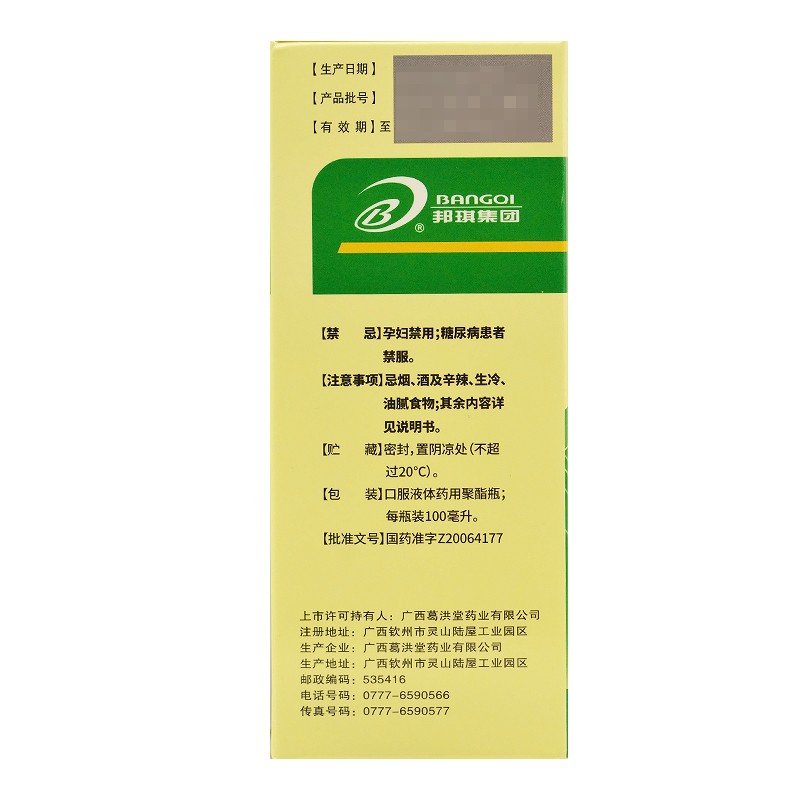 【生产日期】
【产品批号】
【有 效 期】至
BANGQI
邦琪集团
®
【禁 忌】孕妇禁用;糖尿病患者
禁服。
【注意事项】忌烟、酒及辛辣、生冷、
油腻食物;其余内容详
见说明书。
【贮 藏】密封,置阴凉处(不超
过20℃)。
【包 装】口服液体药用聚酯瓶;
每瓶装100毫升。
【批准文号】国药准字Z20064177
上市许可持有人：广西葛洪堂药业有限公司
注册地址：广西钦州市灵山陆屋工业园区
生产企业：广西葛洪堂药业有限公司
生产地址：广西钦州市灵山陆屋工业园区
邮政编码：535416
电话号码：0777-6590566
传真号码：0777-6590577